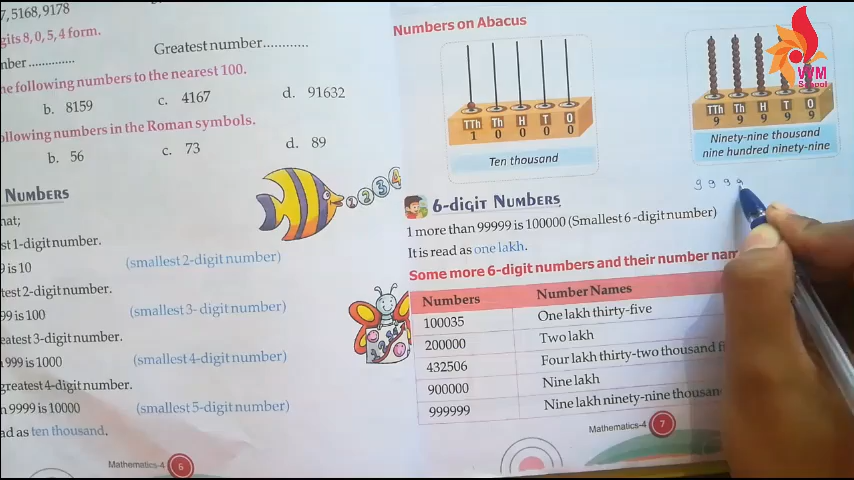 7, 5168, 9178
gits 8, 0, 5, 4 form.
Greatest number............
b. 8159 c. 4167 d. 91632
he following numbers to the nearest 100.
ollowing numbers in the Roman symbols.
b. 56 c. 73 d. 89
NUMBERS
hat;
st 1-digit number.
9 is 10 (smallest 2-digit number)
test 2-digit number.
99 is 100 (smallest 3- digit number)
eatest 3-digit number.
999 is 1000 (smallest 4-digit number)
greatest 4-digit number.
n 9999 is 10000 (smallest 5-digit number)
ad as ten thousand.
Mathematics-4 6
1 2 3 4
Numbers on Abacus
TTh Th H T O
1 0 0 0 0
Ten thousand
TTh Th H T O
9 9 9 9 9
Ninety-nine thousand
nine hundred ninety-nine
VVM
School
9 9 9 9
6-DIGIT NUMBERS
1 more than 99999 is 100000 (Smallest 6-digit number)
It is read as one lakh.
Some more 6-digit numbers and their number nam
Numbers Number Names
100035 One lakh thirty-five
200000 Two lakh
432506 Four lakh thirty-two thousand fi
900000 Nine lakh
999999 Nine lakh ninety-nine thousan
Mathematics-4 7